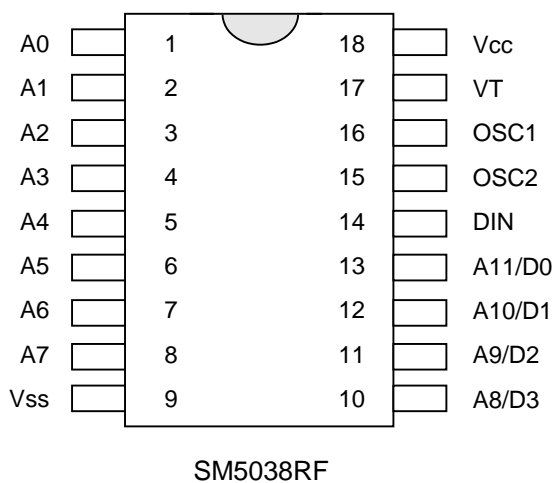 A0 1 18 Vcc
A1 2 17 VT
A2 3 16 OSC1
A3 4 15 OSC2
A4 5 14 DIN
A5 6 13 A11/D0
A6 7 12 A10/D1
A7 8 11 A9/D2
Vss 9 10 A8/D3
SM5038RF